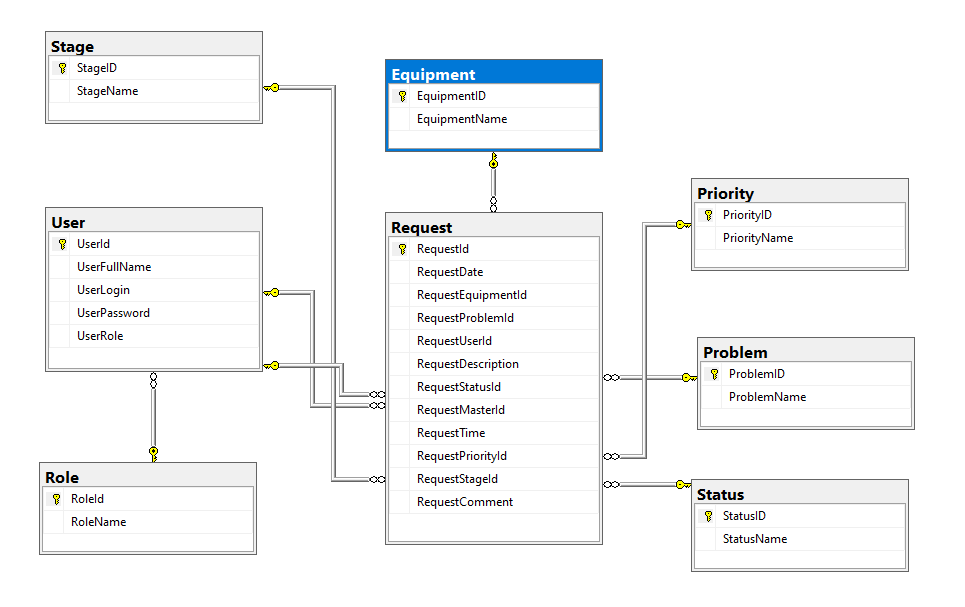 Stage
StageID
StageName
Equipment
EquipmentID
EquipmentName
User
UserId
UserFullName
UserLogin
UserPassword
UserRole
Request
RequestId
RequestDate
RequestEquipmentId
RequestProblemId
RequestUserId
RequestDescription
RequestStatusId
RequestMasterId
RequestTime
RequestPriorityId
RequestStageId
RequestComment
Priority
PriorityID
PriorityName
Problem
ProblemID
ProblemName
Role
RoleId
RoleName
Status
StatusID
StatusName